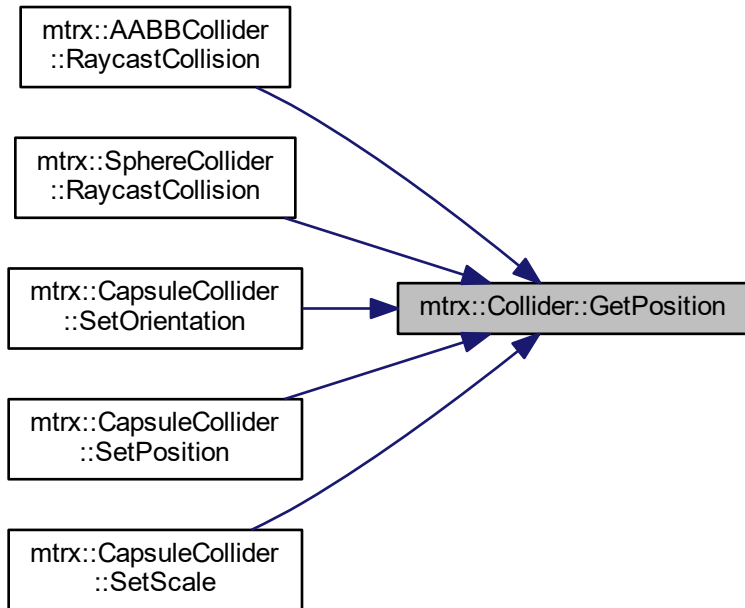 mtrx::AABBCollider
::RaycastCollision
mtrx::SphereCollider
::RaycastCollision
mtrx::CapsuleCollider
::SetOrientation
mtrx::Collider::GetPosition
mtrx::CapsuleCollider
::SetPosition
mtrx::CapsuleCollider
::SetScale